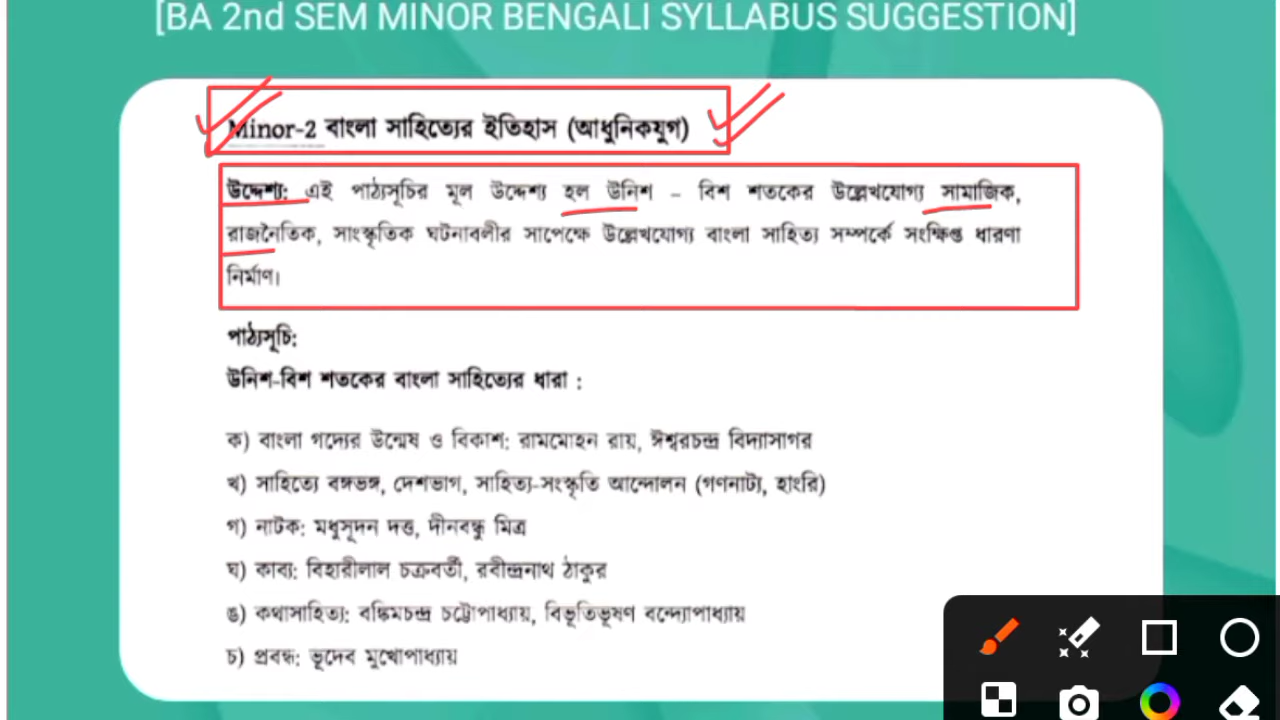 [BA 2nd SEM MINOR BENGALI SYLLABUS SUGGESTION]
Minor-2 বাংলা সাহিত্যের ইতিহাস (আধুনিকযুগ)
উদ্দেশ্য: এই পাঠ্যসূচির মূল উদ্দেশ্য হল উনিশ – বিশ শতকের উল্লেখযোগ্য সামাজিক,
রাজনৈতিক, সাংস্কৃতিক ঘটনাবলীর সাপেক্ষে উল্লেখযোগ্য বাংলা সাহিত্য সম্পর্কে সংক্ষিপ্ত ধারণা
নির্মাণ।
পাঠ্যসূচি:
উনিশ-বিশ শতকের বাংলা সাহিত্যের ধারা :
ক) বাংলা গদ্যের উন্মেষ ও বিকাশ: রামমোহন রায়, ঈশ্বরচন্দ্র বিদ্যাসাগর
খ) সাহিত্যে বঙ্গভঙ্গ, দেশভাগ, সাহিত্য-সংস্কৃতি আন্দোলন (গণনাট্য, হাংরি)
গ) নাটক: মধুসূদন দত্ত, দীনবন্ধু মিত্র
ঘ) কাব্য: বিহারীলাল চক্রবর্তী, রবীন্দ্রনাথ ঠাকুর
ঙ) কথাসাহিত্য: বঙ্কিমচন্দ্র চট্টোপাধ্যায়, বিভূতিভূষণ বন্দ্যোপাধ্যায়
চ) প্রবন্ধ: ভূদেব মুখোপাধ্যায়